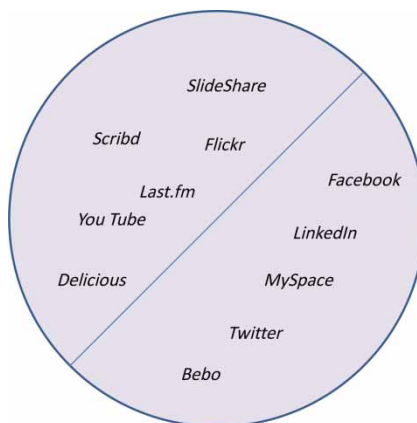 SlideShare
Scribd
Flickr
Facebook
Last.fm
You Tube
LinkedIn
Delicious
MySpace
Twitter
Bebo